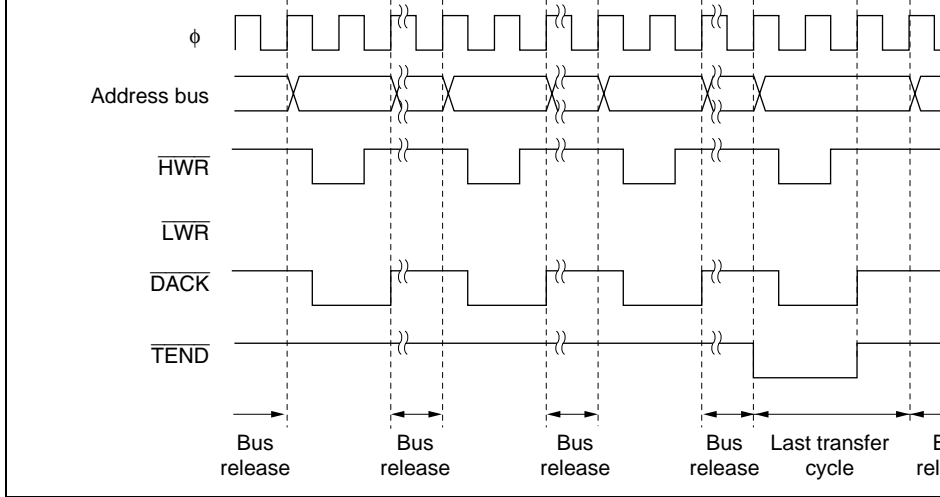 φ
Address bus
HWR
LWR
DACK
TEND
Bus release
Bus release
Bus release
Bus release
Last transfer cycle